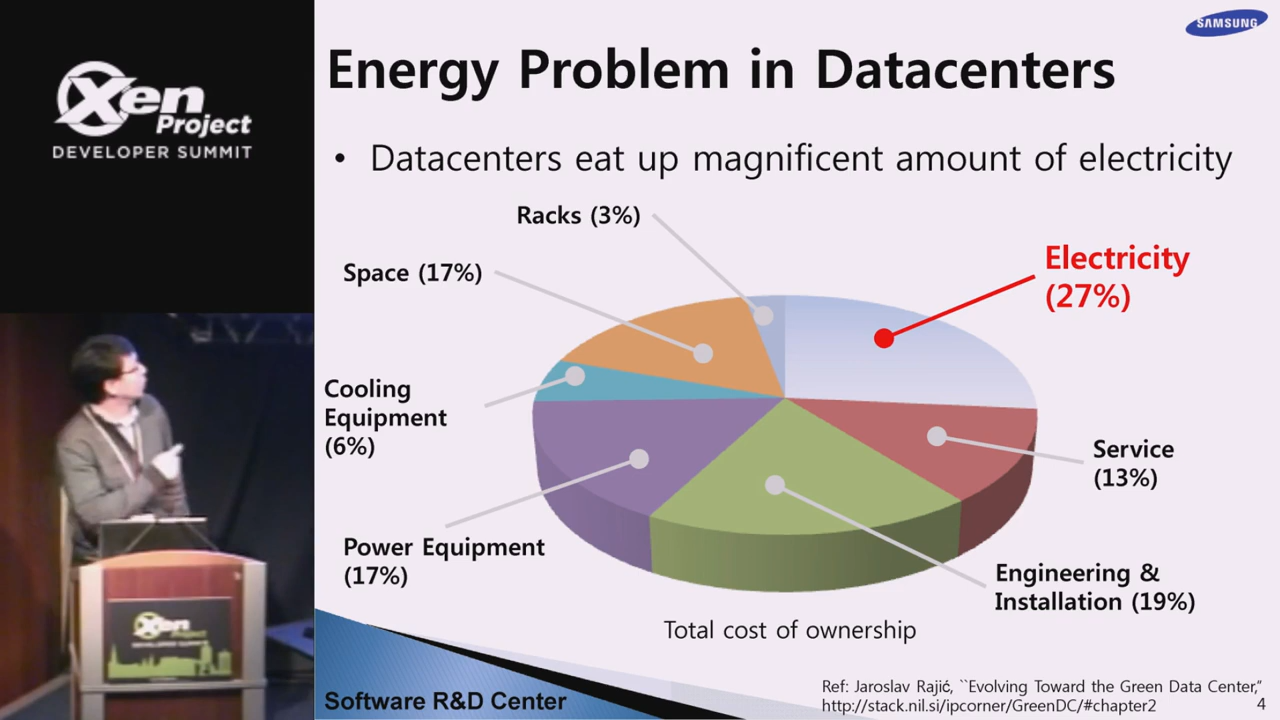 Xen
Project
DEVELOPER SUMMIT
SAMSUNG
Energy Problem in Datacenters
• Datacenters eat up magnificent amount of electricity
Racks (3%)
Space (17%)
Electricity
(27%)
Cooling
Equipment
(6%)
Service
(13%)
Power Equipment
(17%)
Engineering &
Installation (19%)
Total cost of ownership
Xen
Project
Software R&D Center
Ref: Jaroslav Rajić, ``Evolving Toward the Green Data Center,"
http://stack.nil.si/ipcorner/GreenDC/#chapter2
4